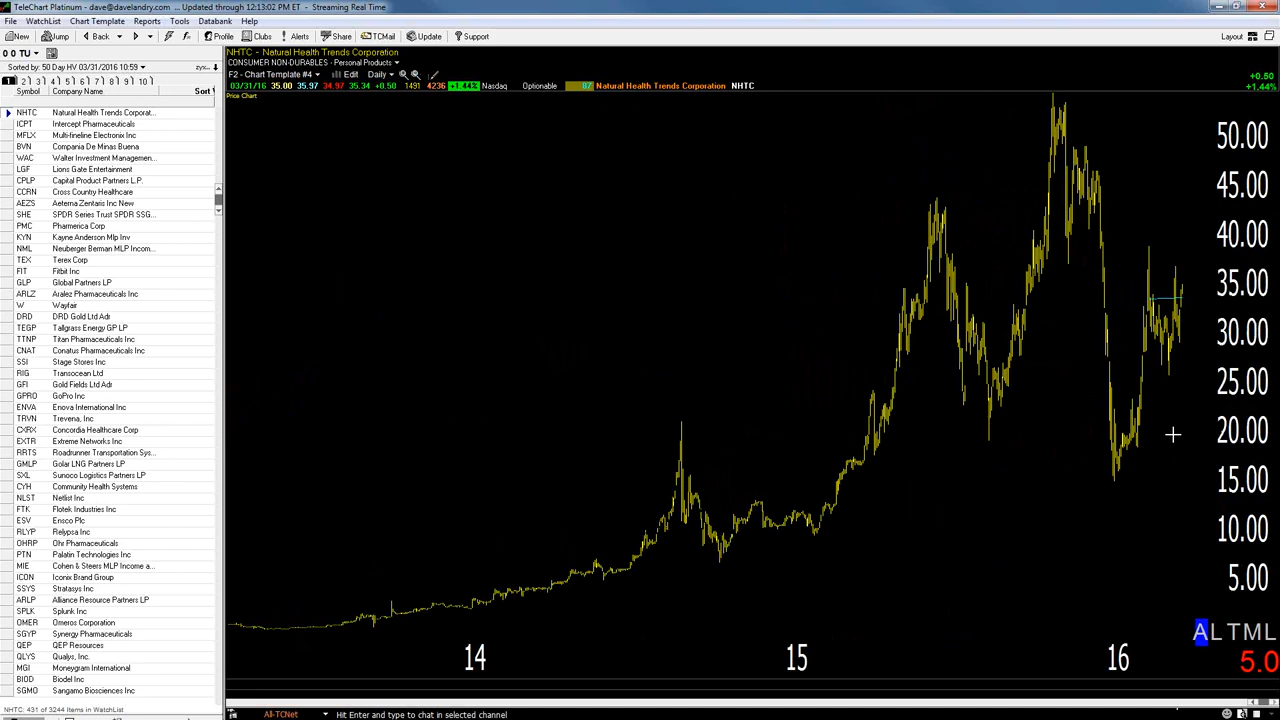 TeleChart Platinum - dave@davelandry.com ... Updated through 12:13:02 PM ET - Streaming Real Time
File WatchList Chart Template Reports Tools Databank Help
New Jump Back Profile Clubs Alerts Share TCMail Update Support Layout
0 0 TU
Sorted by: 50 Day HV 03/31/2016 10:59 zyx...
1 2 3 4 5 6 7 8 9 10
Symbol Company Name Sort
NHTC Natural Health Trends Corporat...
ICPT Intercept Pharmaceuticals
MFLX Multi-fineline Electronix Inc
BVN Compania De Minas Buena
WAC Walter Investment Managemen...
LGF Lions Gate Entertainment
CPLP Capital Product Partners L.P.
CCRN Cross Country Healthcare
AEZS Aeterna Zentaris Inc New
SHE SPDR Series Trust SPDR SSG...
PMC Pharmerica Corp
KYN Kayne Anderson Mlp Inv
NML Neuberger Berman MLP Incom...
TEX Terex Corp
FIT Fitbit Inc
GLP Global Partners LP
ARLZ Aralez Pharmaceuticals Inc
W Wayfair
DRD DRD Gold Ltd Adr
TEGP Tallgrass Energy GP LP
TTNP Titan Pharmaceuticals Inc
CNAT Conatus Pharmaceuticals Inc
SSI Stage Stores Inc
RIG Transocean Ltd
GFI Gold Fields Ltd Adr
GPRO GoPro Inc
ENVA Enova International Inc
TRVN Trevena, Inc
CXRX Concordia Healthcare Corp
EXTR Extreme Networks Inc
RRTS Roadrunner Transportation Sys...
GMLP Golar LNG Partners LP
SXL Sunoco Logistics Partners LP
CYH Community Health Systems
NLST Netlist Inc
FTK Flotek Industries Inc
ESV Ensco Plc
RLYP Relypsa Inc
OHRP Ohr Pharmaceuticals
PTN Palatin Technologies Inc
MIE Cohen & Steers MLP Income a...
ICON Iconix Brand Group
SSYS Stratasys Inc
ARLP Alliance Resource Partners LP
SPLK Splunk Inc
OMER Omeros Corporation
SGYP Synergy Pharmaceuticals
QEP QEP Resources
QLYS Qualys, Inc.
MGI Moneygram International
BIOD Biodel Inc
SGMO Sangamo Biosciences Inc
NHTC: 431 of 3244 Items in WatchList
NHTC - Natural Health Trends Corporation
CONSUMER NON-DURABLES - Personal Products
F2 - Chart Template #4 Edit Daily
+0.50
03/31/16 35.00 35.97 34.97 35.34 +0.50 1491 4236 +1.44% Nasdaq Optionable 87 Natural Health Trends Corporation NHTC
+1.44%
Price Chart
50.00
45.00
40.00
35.00
30.00
25.00
20.00
15.00
10.00
5.00
A L T M L
14 15 16
5.0
All-TCNet Hit Enter and type to chat in selected channel